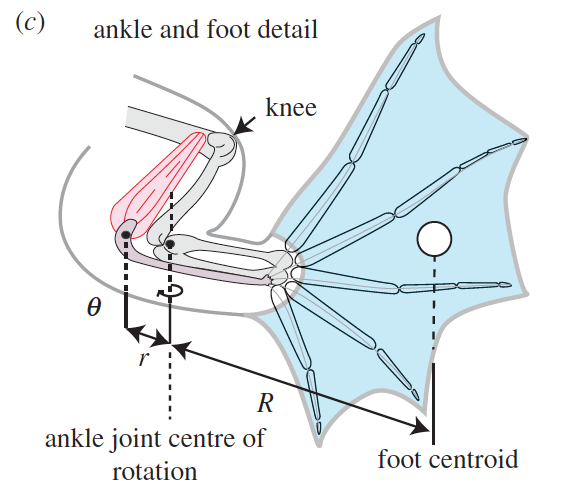 (c)
ankle and foot detail
knee
θ
r
R
ankle joint centre of
rotation
foot centroid